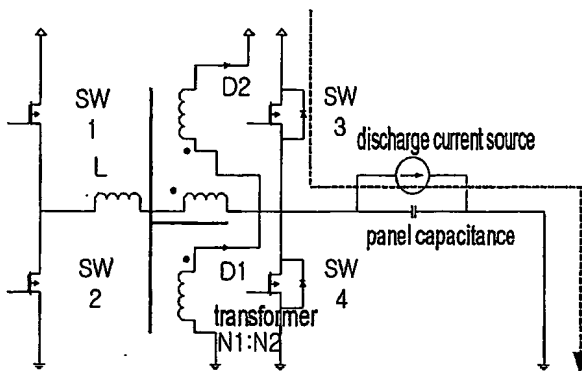 SW
1
D2
SW
3
discharge current source
L
panel capacitance
SW
2
D1
SW
4
transformer
N1:N2